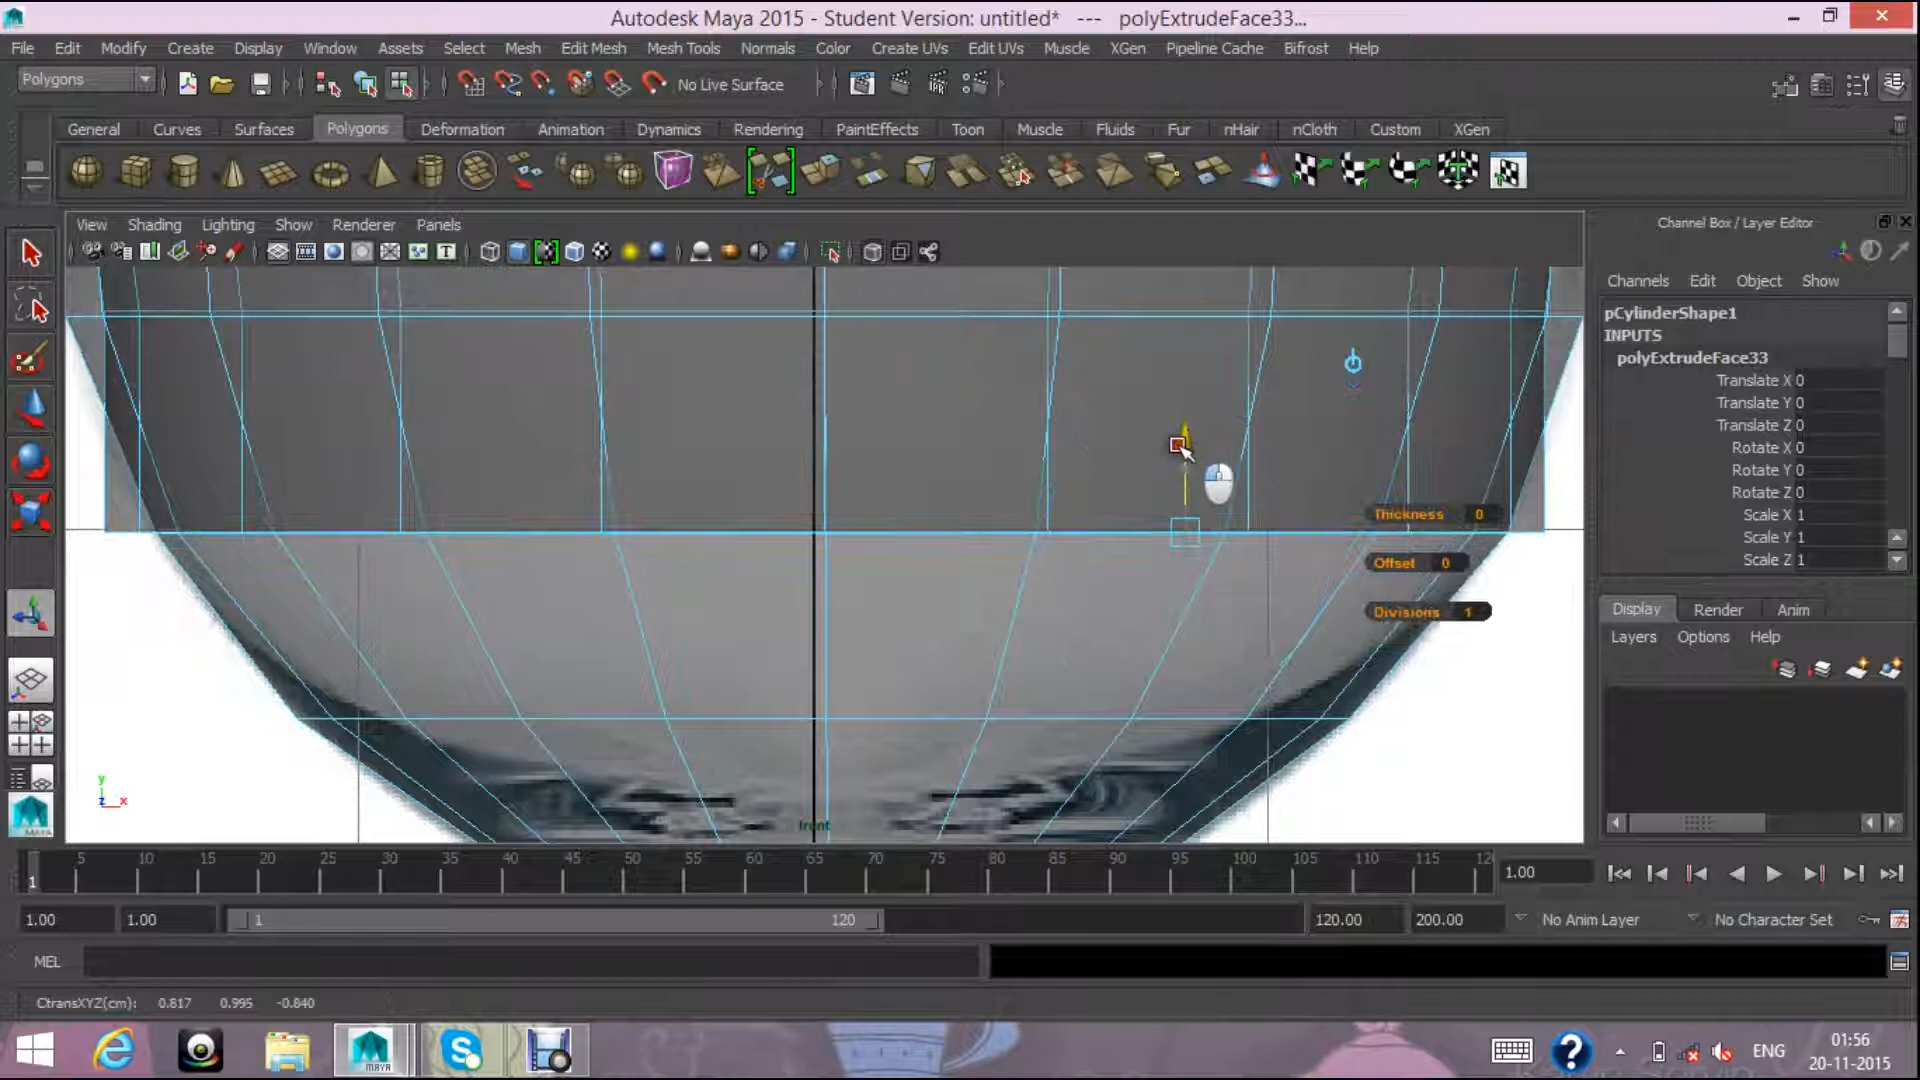 Autodesk Maya 2015 - Student Version: untitled* --- polyExtrudeFace33...
File Edit Modify Create Display Window Assets Select Mesh Edit Mesh Mesh Tools Normals Color Create UVs Edit UVs Muscle XGen Pipeline Cache Bifrost Help
Polygons No Live Surface
General Curves Surfaces Polygons Deformation Animation Dynamics Rendering PaintEffects Toon Muscle Fluids Fur nHair nCloth Custom XGen
View Shading Lighting Show Renderer Panels
Channel Box / Layer Editor
Channels Edit Object Show
pCylinderShape1
INPUTS
polyExtrudeFace33
Translate X 0
Translate Y 0
Translate Z 0
Rotate X 0
Rotate Y 0
Rotate Z 0
Scale X 1
Scale Y 1
Scale Z 1
Thickness 0
Offset 0
Divisions 1
Display Render Anim
Layers Options Help
y
z x
front
MAYA
5 10 15 20 25 30 35 40 45 50 55 60 65 70 75 80 85 90 95 100 105 110 115 12
1
1.00
1.00 1.00 1 120 120.00 200.00 No Anim Layer No Character Set
MEL
CtransXYZ(cm): 0.817 0.995 -0.840
MAYA
ENG
01:56
20-11-2015